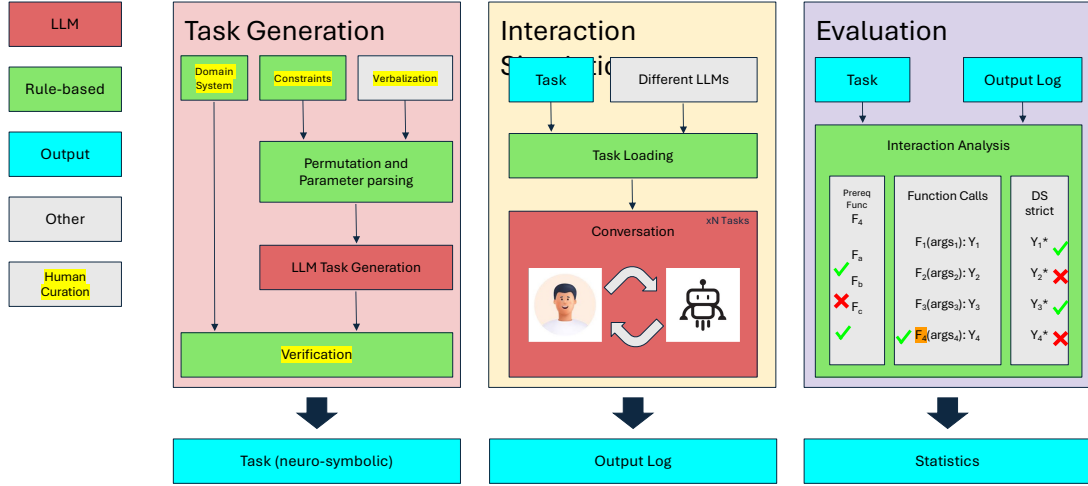 LLM
Rule-based
Output
Other
Human
Curation
Task Generation
Domain
System
Constraints
Verbalization
Permutation and
Parameter parsing
LLM Task Generation
Verification
Task (neuro-symbolic)
Interaction
Task
Different LLMs
Task Loading
xN Tasks
Conversation
Output Log
Evaluation
Task
Output Log
Interaction Analysis
Prereq
Func
F₄
Fₐ
F_b
F_c
Function Calls
F₁(args₁): Y₁
F₂(args₂): Y₂
F₃(args₃): Y₃
F₄(args₄): Y₄
DS
strict
Y₁*
Y₂*
Y₃*
Y₄*
Statistics